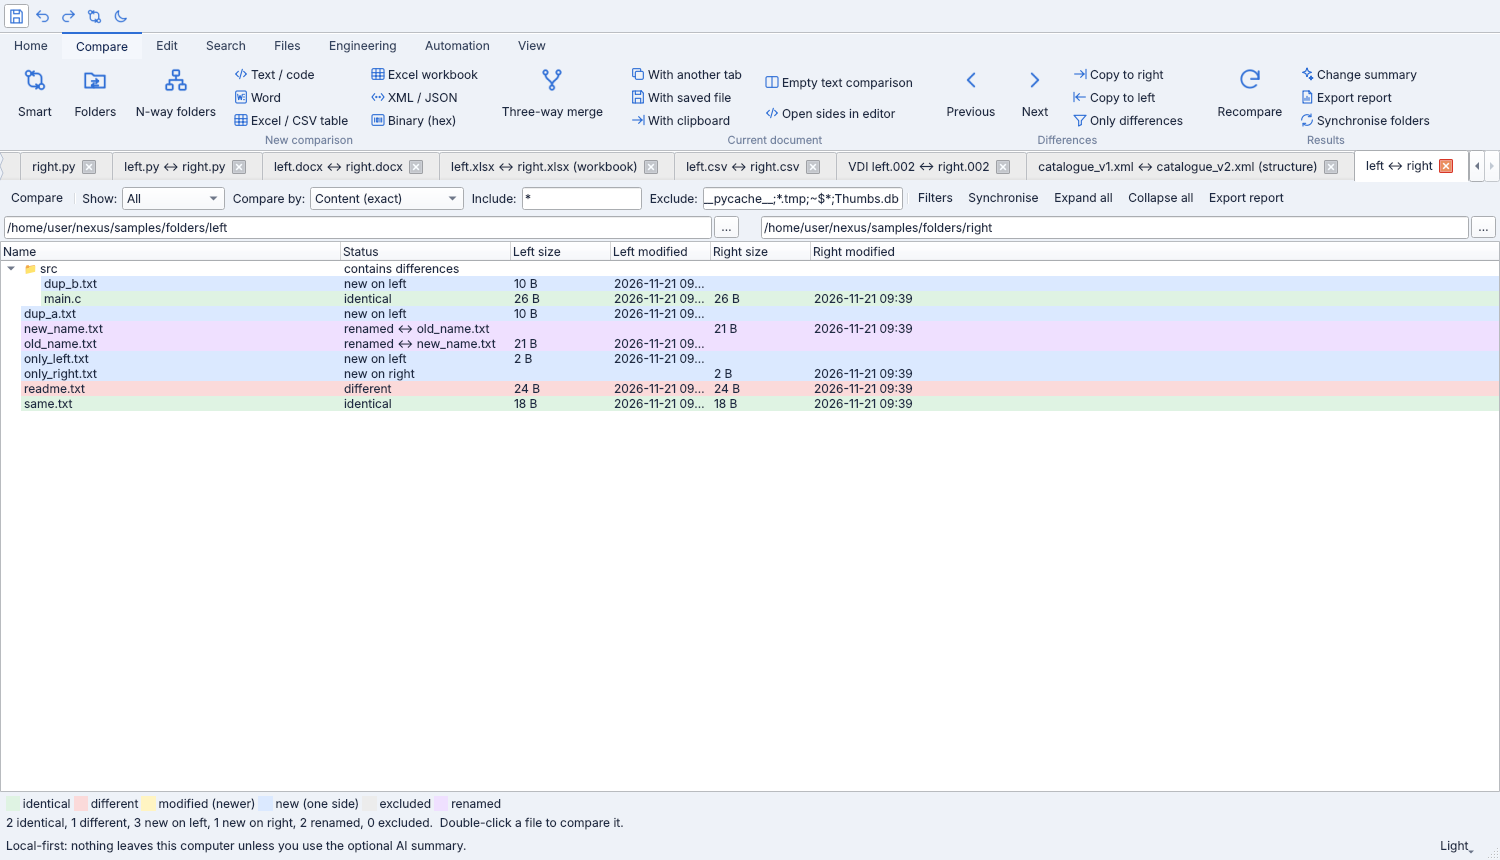 Home Compare Edit Search Files Engineering Automation View
Smart
Folders
N-way folders
Text / code
Word
Excel / CSV table
Excel workbook
XML / JSON
Binary (hex)
New comparison
Three-way merge
With another tab
With saved file
With clipboard
Empty text comparison
Open sides in editor
Current document
Previous
Next
Copy to right
Copy to left
Only differences
Differences
Recompare
Change summary
Export report
Synchronise folders
Results
right.py left.py ↔ right.py left.docx ↔ right.docx left.xlsx ↔ right.xlsx (workbook) left.csv ↔ right.csv VDI left.002 ↔ right.002 catalogue_v1.xml ↔ catalogue_v2.xml (structure) left ↔ right
Compare Show: All Compare by: Content (exact) Include: * Exclude: __pycache__;*.tmp;~$*;Thumbs.db Filters Synchronise Expand all Collapse all Export report
/home/user/nexus/samples/folders/left ... /home/user/nexus/samples/folders/right ...
Name Status Left size Left modified Right size Right modified
src contains differences
dup_b.txt new on left 10 B 2026-11-21 09...
main.c identical 26 B 2026-11-21 09... 26 B 2026-11-21 09:39
dup_a.txt new on left 10 B 2026-11-21 09...
new_name.txt renamed ↔ old_name.txt 21 B 2026-11-21 09:39
old_name.txt renamed ↔ new_name.txt 21 B 2026-11-21 09...
only_left.txt new on left 2 B 2026-11-21 09...
only_right.txt new on right 2 B 2026-11-21 09:39
readme.txt different 24 B 2026-11-21 09... 24 B 2026-11-21 09:39
same.txt identical 18 B 2026-11-21 09... 18 B 2026-11-21 09:39
identical different modified (newer) new (one side) excluded renamed
2 identical, 1 different, 3 new on left, 1 new on right, 2 renamed, 0 excluded. Double-click a file to compare it.
Local-first: nothing leaves this computer unless you use the optional AI summary. Light